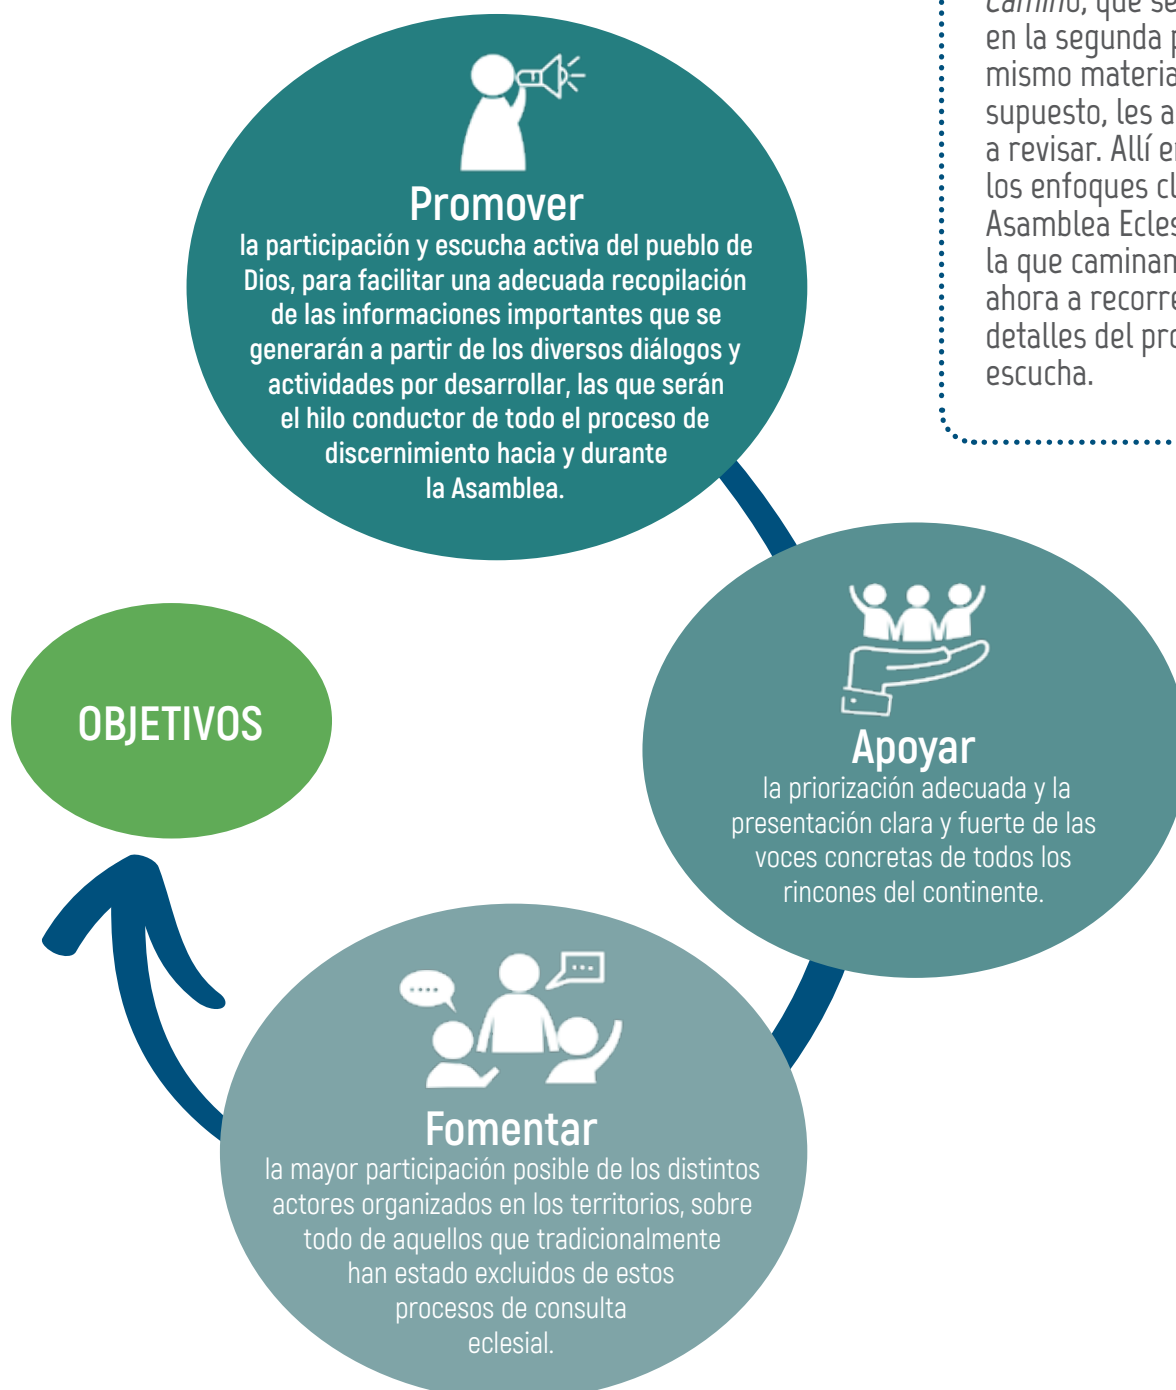 camino, que se
en la segunda
mismo materia
supuesto, les a
a revisar. Allí
los enfoques
Asamblea
la que
ahora a
detalles del
escucha.
Promover
la participación y escucha activa del pueblo de
Dios, para facilitar una adecuada recopilación
de las informaciones importantes que se
generarán a partir de los diversos diálogos y
actividades por desarrollar, las que serán
el hilo conductor de todo el proceso de
discernimiento hacia y durante
la Asamblea.
Apoyar
la priorización adecuada y la
presentación clara y fuerte de las
voces concretas de todos los
rincones del continente.
OBJETIVOS
Fomentar
la mayor participación posible de los distintos
actores organizados en los territorios, sobre
todo de aquellos que tradicionalmente
han estado excluidos de estos
procesos de consulta
eclesial.